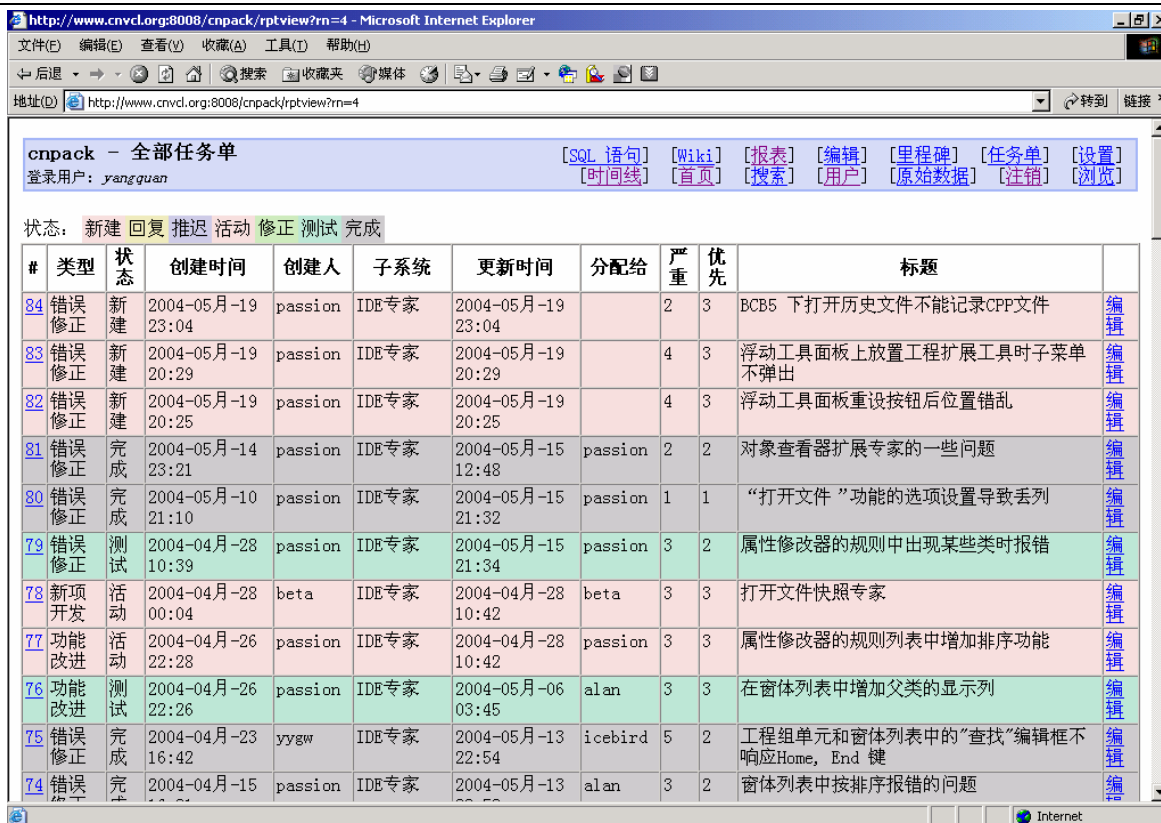 http://www.cnvcl.org:8008/cnpack/rptview?rn=4 - Microsoft Internet Explorer
文件(F) 编辑(E) 查看(V) 收藏(A) 工具(T) 帮助(H)
后退 搜索 收藏夹 媒体
地址(D) http://www.cnvcl.org:8008/cnpack/rptview?rn=4 转到 链接
cnpack - 全部任务单 [SQL 语句] [Wiki] [报表] [编辑] [里程碑] [任务单] [设置]
登录用户: yangquan [时间线] [首页] [搜索] [用户] [原始数据] [注销] [浏览]
状态: 新建 回复 推迟 活动 修正 测试 完成
# 类型 状态 创建时间 创建人 子系统 更新时间 分配给 严重 优先 标题
84 错误修正 新建 2004-05月-19 23:04 passion IDE专家 2004-05月-19 23:04 2 3 BCB5 下打开历史文件不能记录CPP文件 编辑
83 错误修正 新建 2004-05月-19 20:29 passion IDE专家 2004-05月-19 20:29 4 3 浮动工具面板上放置工程扩展工具时子菜单不弹出 编辑
82 错误修正 新建 2004-05月-19 20:25 passion IDE专家 2004-05月-19 20:25 4 3 浮动工具面板重设按钮后位置错乱 编辑
81 错误修正 完成 2004-05月-14 23:21 passion IDE专家 2004-05月-15 12:48 passion 2 2 对象查看器扩展专家的一些问题 编辑
80 错误修正 完成 2004-05月-10 21:10 passion IDE专家 2004-05月-15 21:32 passion 1 1 “打开文件 ”功能的选项设置导致丢列 编辑
79 错误修正 测试 2004-04月-28 10:39 passion IDE专家 2004-05月-15 21:34 passion 3 2 属性修改器的规则中出现某些类时报错 编辑
78 新项开发 活动 2004-04月-28 00:04 beta IDE专家 2004-04月-28 10:42 beta 3 3 打开文件快照专家 编辑
77 功能改进 活动 2004-04月-26 22:28 passion IDE专家 2004-04月-28 10:42 passion 3 3 属性修改器的规则列表中增加排序功能 编辑
76 功能改进 测试 2004-04月-26 22:26 passion IDE专家 2004-05月-06 03:45 alan 3 3 在窗体列表中增加父类的显示列 编辑
75 错误修正 完成 2004-04月-23 16:42 yygw IDE专家 2004-05月-13 22:54 icebird 5 2 工程组单元和窗体列表中的"查找"编辑框不响应Home, End 键 编辑
74 错误 完 2004-04月-15 passion IDE专家 2004-05月-13 alan 3 2 窗体列表中按排序报错的问题 编
Internet